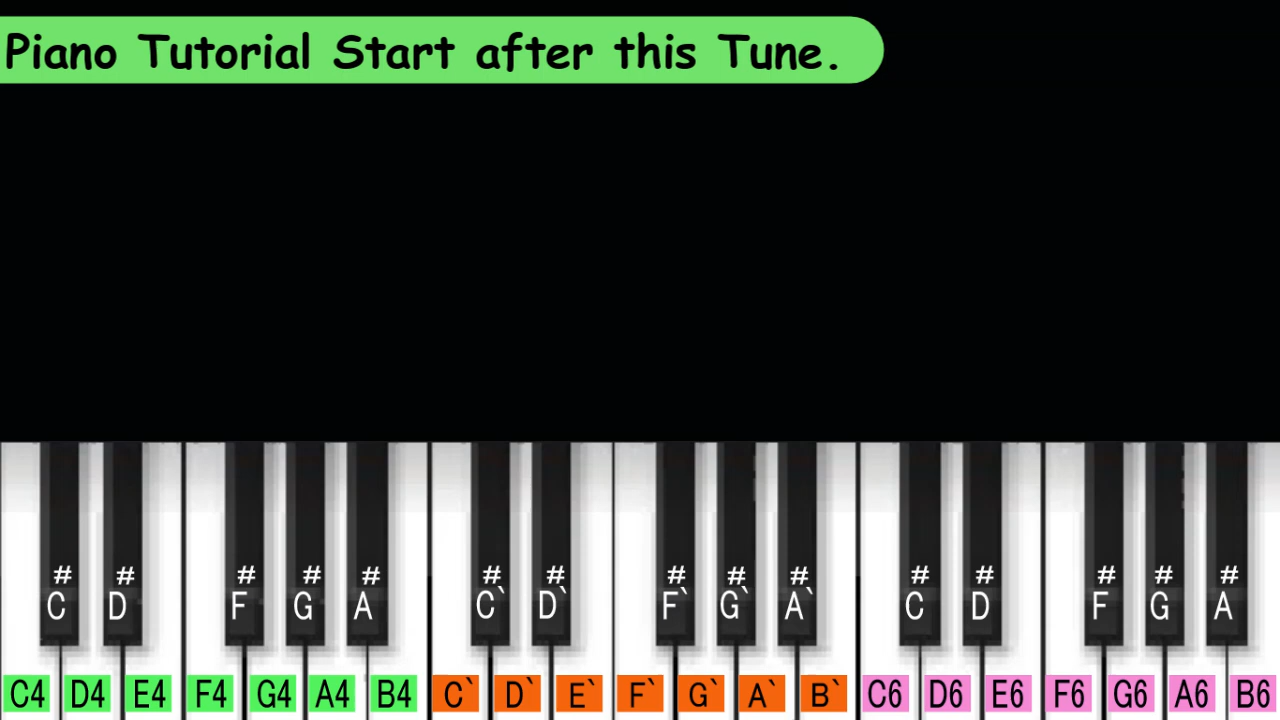 Piano Tutorial Start after this Tune.
# # # # # # # # # # # # # # #
C D F G A C` D` F` G` A` C D F G A
C4 D4 E4 F4 G4 A4 B4 C` D` E` F` G` A` B` C6 D6 E6 F6 G6 A6 B6